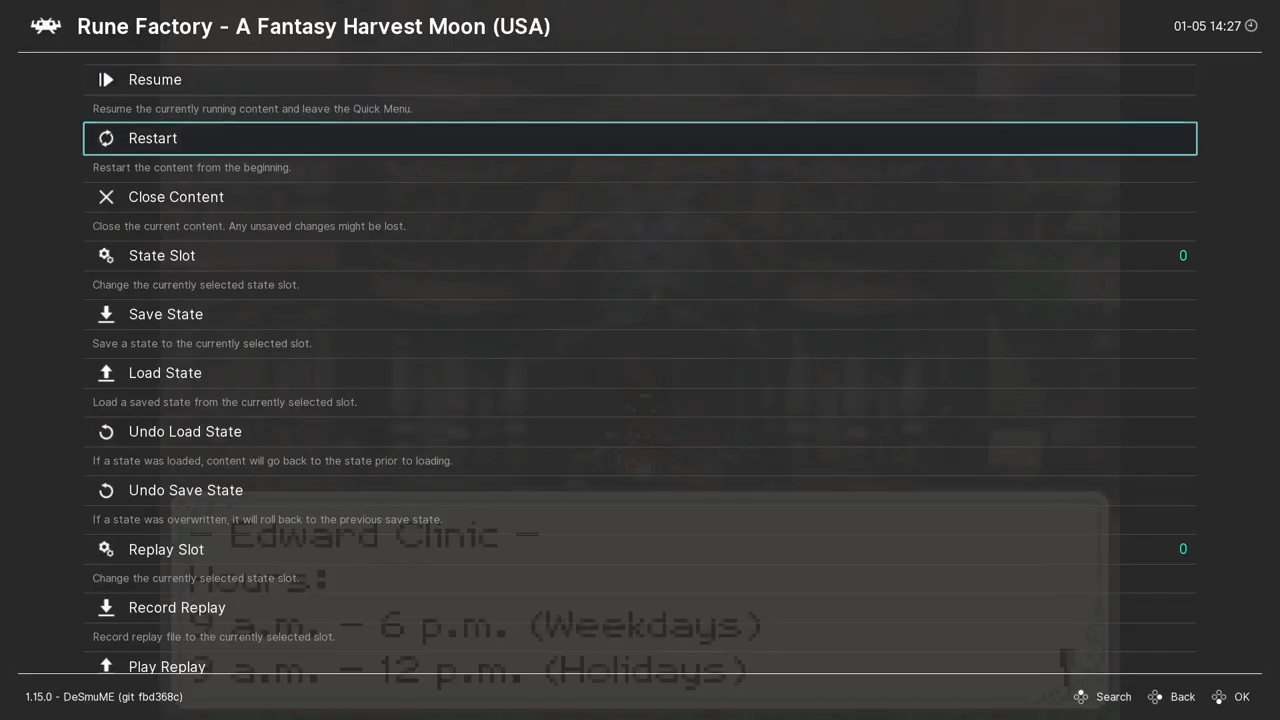 Rune Factory - A Fantasy Harvest Moon (USA)
01-05 14:27
Resume
Resume the currently running content and leave the Quick Menu.
Restart
Restart the content from the beginning.
Close Content
Close the current content. Any unsaved changes might be lost.
State Slot 0
Change the currently selected state slot.
Save State
Save a state to the currently selected slot.
Load State
Load a saved state from the currently selected slot.
Undo Load State
If a state was loaded, content will go back to the state prior to loading.
Undo Save State
If a state was overwritten, it will roll back to the previous save state.
— Edward Clinic —
Replay Slot 0
Change the currently selected state slot.
Hours:
Record Replay
9 a.m. — 6 p.m. (Weekdays)
Record replay file to the currently selected slot.
Play Replay
9 a.m. — 12 p.m. (Holidays)
1.15.0 - DeSmuME (git fbd368c)
Search Back OK